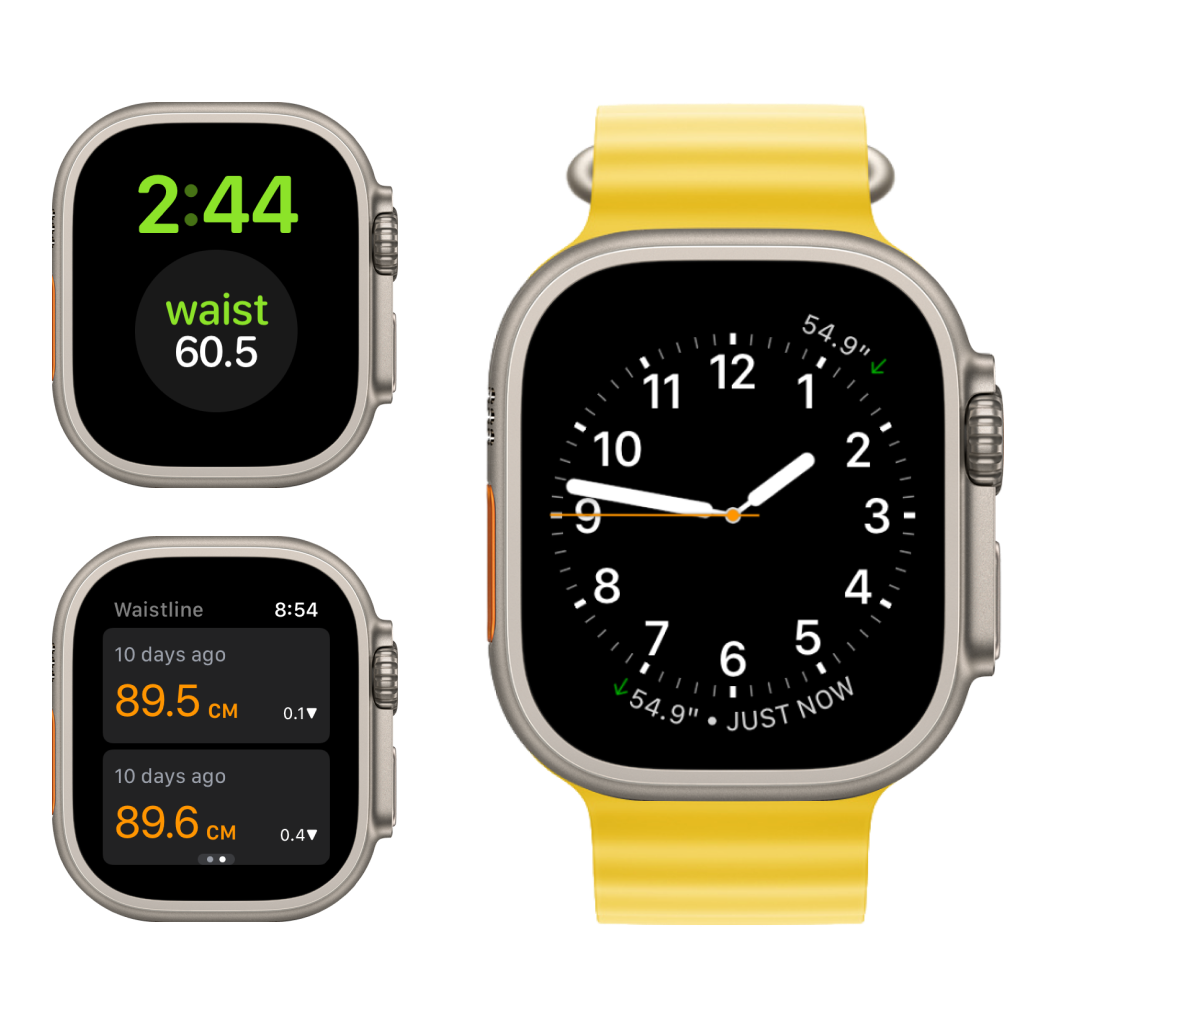 2:44
waist
60.5
Waistline 8:54
10 days ago
89.5 CM 0.1▼
10 days ago
89.6 CM 0.4▼
54.9" ↙
12
1
2
3
4
5
6
7
8
9
10
11
↙ 54.9" • JUST NOW